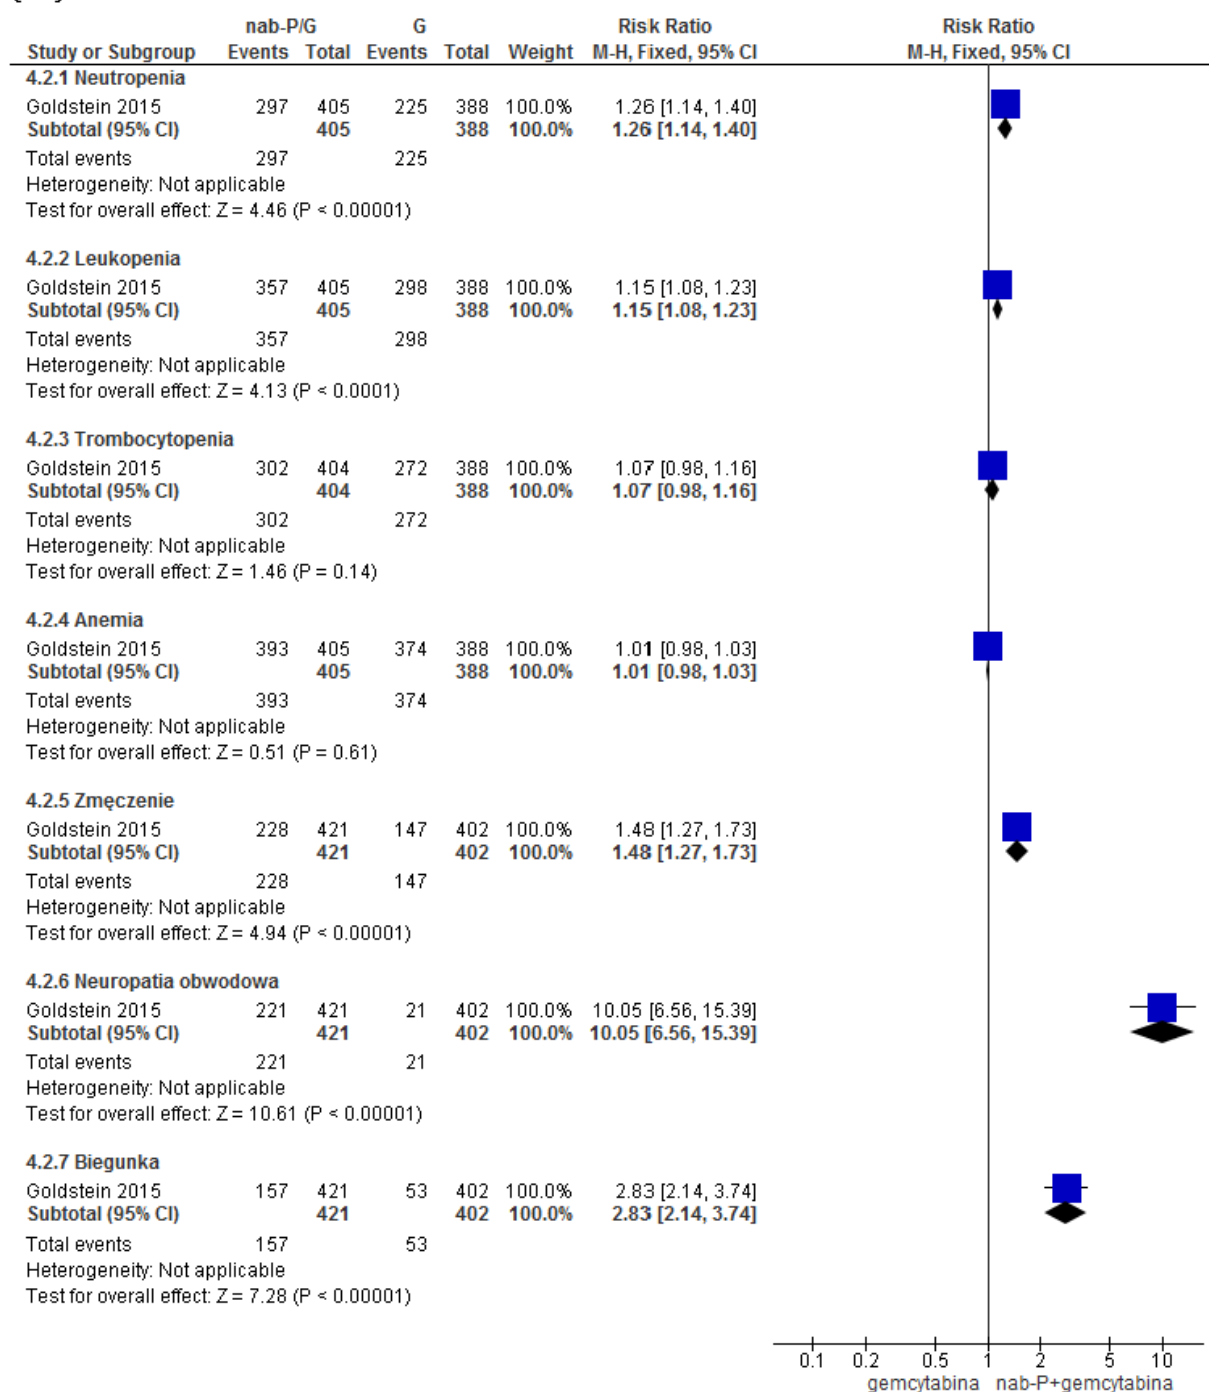 nab-P/G G Risk Ratio Risk Ratio
Study or Subgroup Events Total Events Total Weight M-H, Fixed, 95% CI M-H, Fixed, 95% CI
4.2.1 Neutropenia
Goldstein 2015 297 405 225 388 100.0% 1.26 [1.14, 1.40]
Subtotal (95% CI) 405 388 100.0% 1.26 [1.14, 1.40]
Total events 297 225
Heterogeneity: Not applicable
Test for overall effect: Z = 4.46 (P < 0.00001)
4.2.2 Leukopenia
Goldstein 2015 357 405 298 388 100.0% 1.15 [1.08, 1.23]
Subtotal (95% CI) 405 388 100.0% 1.15 [1.08, 1.23]
Total events 357 298
Heterogeneity: Not applicable
Test for overall effect: Z = 4.13 (P < 0.0001)
4.2.3 Trombocytopenia
Goldstein 2015 302 404 272 388 100.0% 1.07 [0.98, 1.16]
Subtotal (95% CI) 404 388 100.0% 1.07 [0.98, 1.16]
Total events 302 272
Heterogeneity: Not applicable
Test for overall effect: Z = 1.46 (P = 0.14)
4.2.4 Anemia
Goldstein 2015 393 405 374 388 100.0% 1.01 [0.98, 1.03]
Subtotal (95% CI) 405 388 100.0% 1.01 [0.98, 1.03]
Total events 393 374
Heterogeneity: Not applicable
Test for overall effect: Z = 0.51 (P = 0.61)
4.2.5 Zmęczenie
Goldstein 2015 228 421 147 402 100.0% 1.48 [1.27, 1.73]
Subtotal (95% CI) 421 402 100.0% 1.48 [1.27, 1.73]
Total events 228 147
Heterogeneity: Not applicable
Test for overall effect: Z = 4.94 (P < 0.00001)
4.2.6 Neuropatia obwodowa
Goldstein 2015 221 421 21 402 100.0% 10.05 [6.56, 15.39]
Subtotal (95% CI) 421 402 100.0% 10.05 [6.56, 15.39]
Total events 221 21
Heterogeneity: Not applicable
Test for overall effect: Z = 10.61 (P < 0.00001)
4.2.7 Biegunka
Goldstein 2015 157 421 53 402 100.0% 2.83 [2.14, 3.74]
Subtotal (95% CI) 421 402 100.0% 2.83 [2.14, 3.74]
Total events 157 53
Heterogeneity: Not applicable
Test for overall effect: Z = 7.28 (P < 0.00001)
0.1 0.2 0.5 1 2 5 10
gemcytabina nab-P+gemcytabina